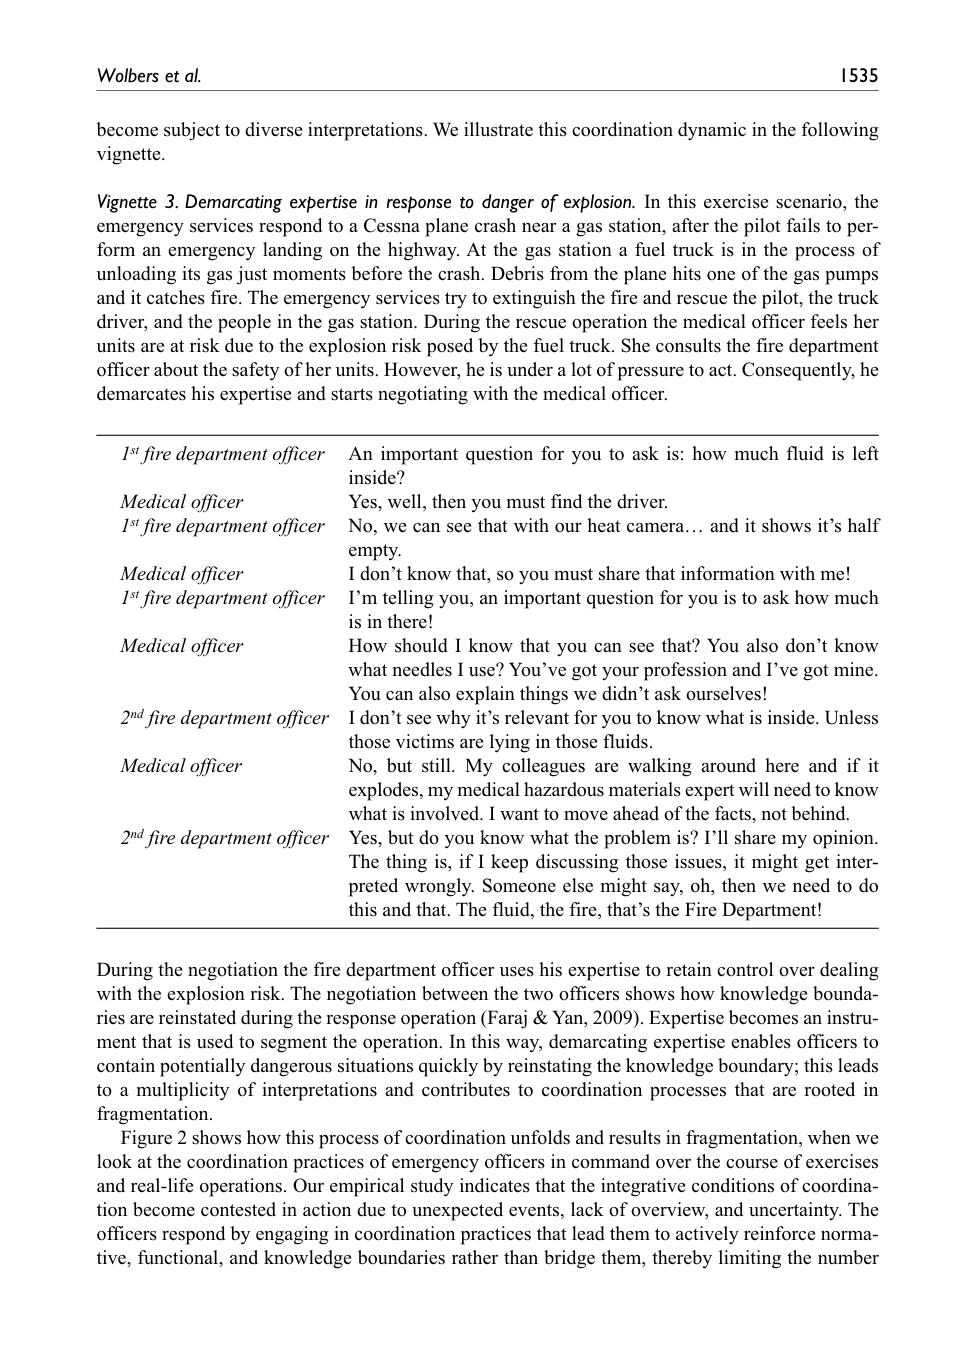 Wolbers et al. 1535
become subject to diverse interpretations. We illustrate this coordination dynamic in the following
vignette.
Vignette 3. Demarcating expertise in response to danger of explosion. In this exercise scenario, the
emergency services respond to a Cessna plane crash near a gas station, after the pilot fails to per-
form an emergency landing on the highway. At the gas station a fuel truck is in the process of
unloading its gas just moments before the crash. Debris from the plane hits one of the gas pumps
and it catches fire. The emergency services try to extinguish the fire and rescue the pilot, the truck
driver, and the people in the gas station. During the rescue operation the medical officer feels her
units are at risk due to the explosion risk posed by the fuel truck. She consults the fire department
officer about the safety of her units. However, he is under a lot of pressure to act. Consequently, he
demarcates his expertise and starts negotiating with the medical officer.
1st fire department officer An important question for you to ask is: how much fluid is left
inside?
Medical officer Yes, well, then you must find the driver.
1st fire department officer No, we can see that with our heat camera… and it shows it's half
empty.
Medical officer I don't know that, so you must share that information with me!
1st fire department officer I'm telling you, an important question for you is to ask how much
is in there!
Medical officer How should I know that you can see that? You also don't know
what needles I use? You've got your profession and I've got mine.
You can also explain things we didn't ask ourselves!
2nd fire department officer I don't see why it's relevant for you to know what is inside. Unless
those victims are lying in those fluids.
Medical officer No, but still. My colleagues are walking around here and if it
explodes, my medical hazardous materials expert will need to know
what is involved. I want to move ahead of the facts, not behind.
2nd fire department officer Yes, but do you know what the problem is? I'll share my opinion.
The thing is, if I keep discussing those issues, it might get inter-
preted wrongly. Someone else might say, oh, then we need to do
this and that. The fluid, the fire, that's the Fire Department!
During the negotiation the fire department officer uses his expertise to retain control over dealing
with the explosion risk. The negotiation between the two officers shows how knowledge bounda-
ries are reinstated during the response operation (Faraj & Yan, 2009). Expertise becomes an instru-
ment that is used to segment the operation. In this way, demarcating expertise enables officers to
contain potentially dangerous situations quickly by reinstating the knowledge boundary; this leads
to a multiplicity of interpretations and contributes to coordination processes that are rooted in
fragmentation.
Figure 2 shows how this process of coordination unfolds and results in fragmentation, when we
look at the coordination practices of emergency officers in command over the course of exercises
and real-life operations. Our empirical study indicates that the integrative conditions of coordina-
tion become contested in action due to unexpected events, lack of overview, and uncertainty. The
officers respond by engaging in coordination practices that lead them to actively reinforce norma-
tive, functional, and knowledge boundaries rather than bridge them, thereby limiting the number